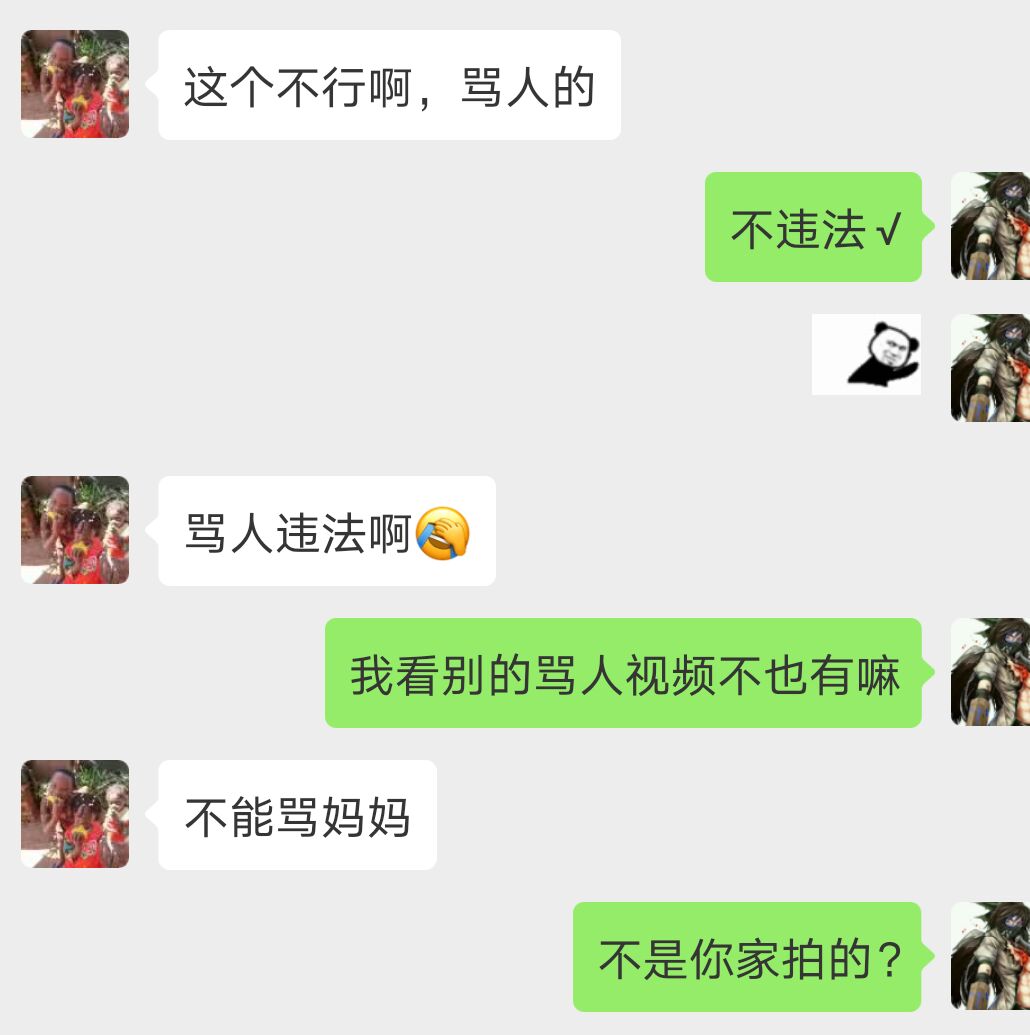 这个不行啊，骂人的
不违法√
骂人违法啊🤦
我看别的骂人视频不也有嘛
不能骂妈妈
不是你家拍的？